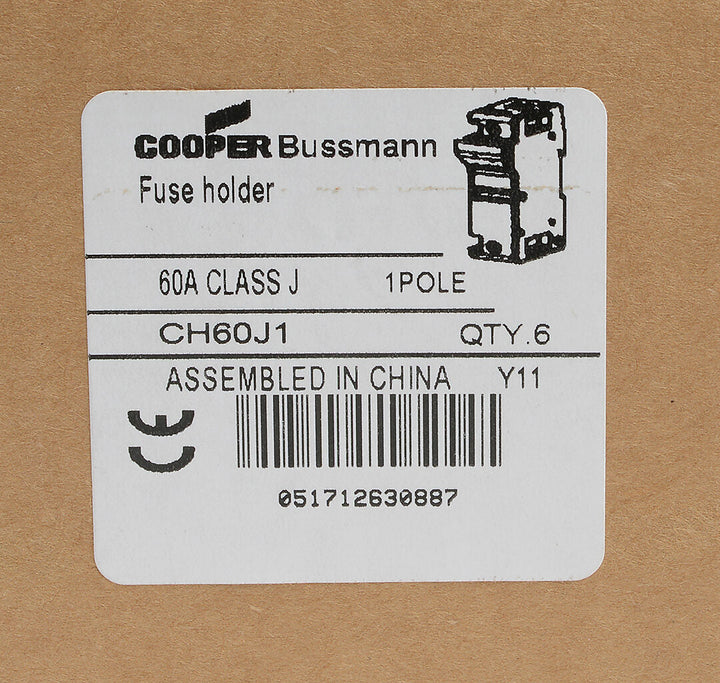 COOPER Bussmann
Fuse holder
60A CLASS J 1POLE
CH60J1 QTY.6
ASSEMBLED IN CHINA Y11
CE
051712630887